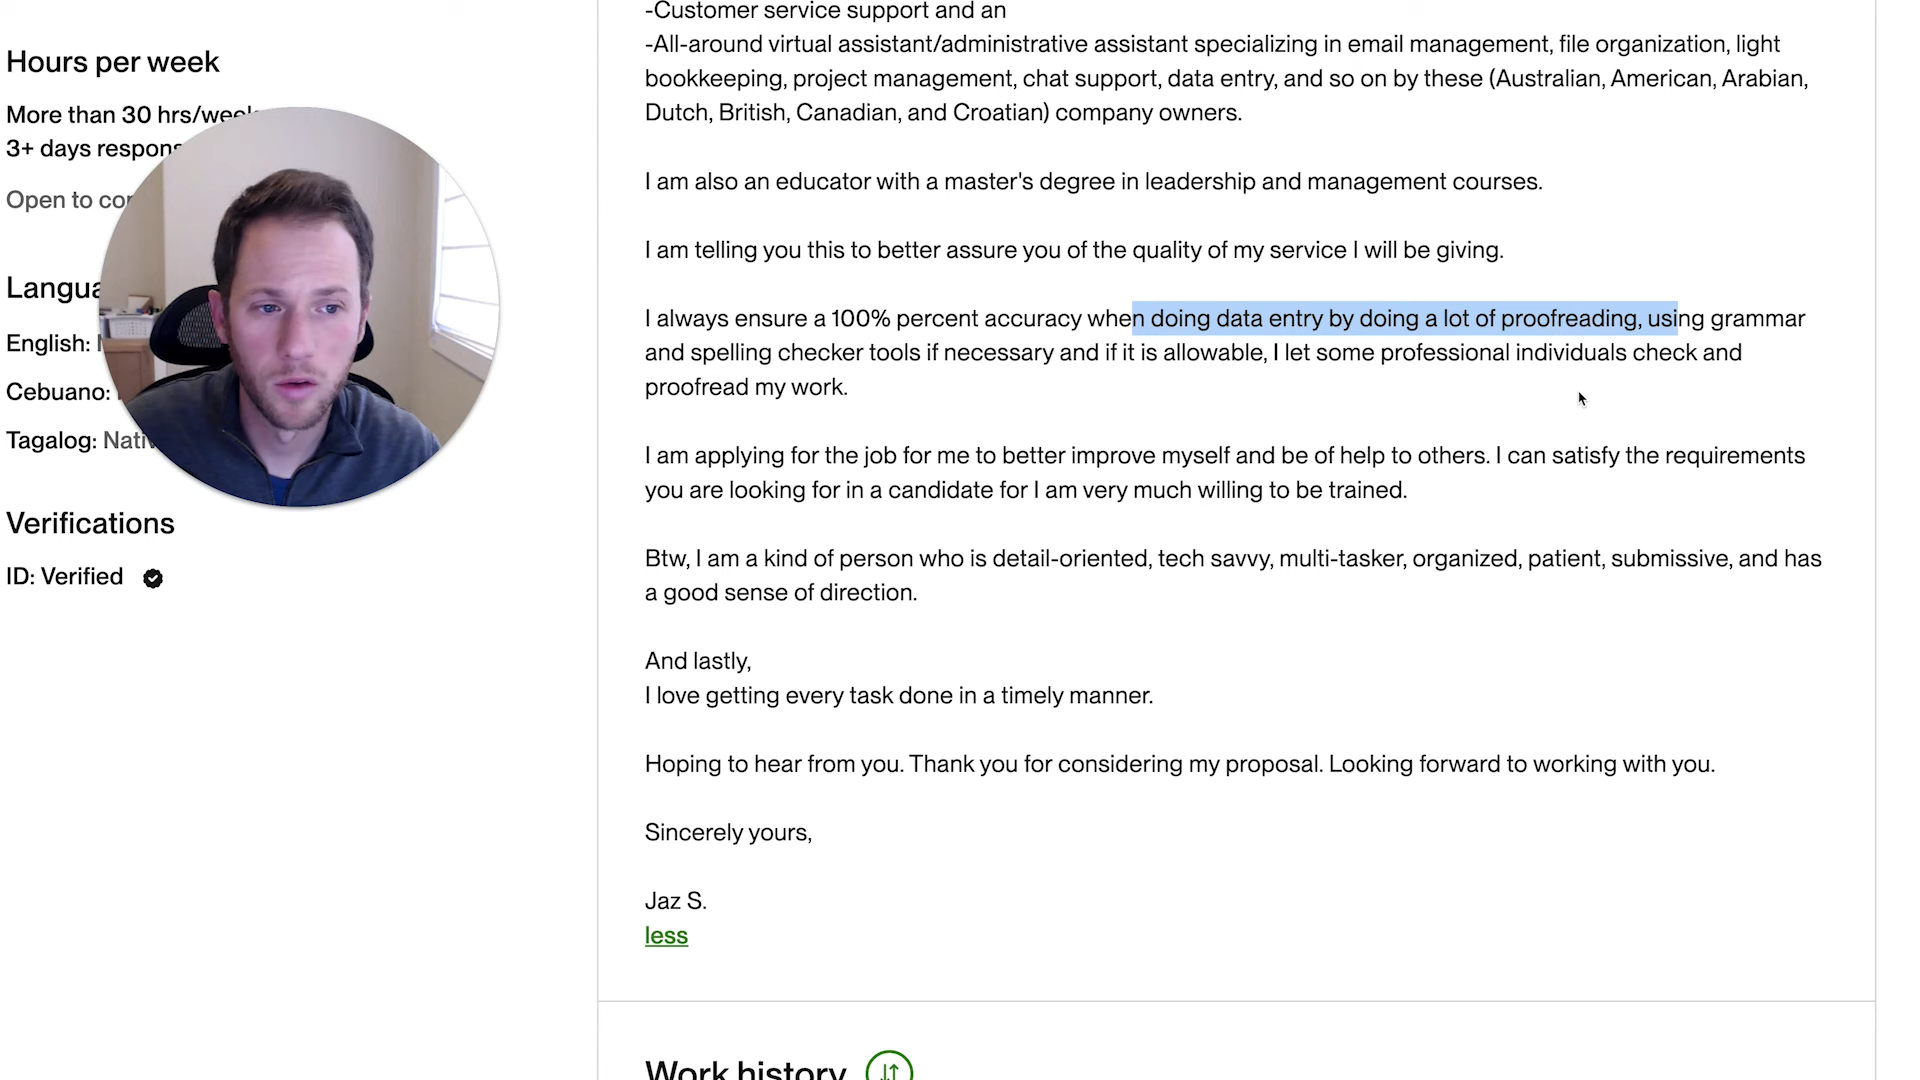 Hours per week
More than 30 hrs/week
3+ days
Open to
English:
Cebuano:
Tagalog:
Verifications
ID: Verified
-Customer service support and an
-All-around virtual assistant/administrative assistant specializing in email management, file organization, light
bookkeeping, project management, chat support, data entry, and so on by these (Australian, American, Arabian,
Dutch, British, Canadian, and Croatian) company owners.
I am also an educator with a master's degree in leadership and management courses.
I am telling you this to better assure you of the quality of my service I will be giving.
I always ensure a 100% percent accuracy when doing data entry by doing a lot of proofreading, using grammar
and spelling checker tools if necessary and if it is allowable, I let some professional individuals check and
proofread my work.
I am applying for the job for me to better improve myself and be of help to others. I can satisfy the requirements
you are looking for in a candidate for I am very much willing to be trained.
Btw, I am a kind of person who is detail-oriented, tech savvy, multi-tasker, organized, patient, submissive, and has
a good sense of direction.
And lastly,
I love getting every task done in a timely manner.
Hoping to hear from you. Thank you for considering my proposal. Looking forward to working with you.
Sincerely yours,
Jaz S.
less
Work history